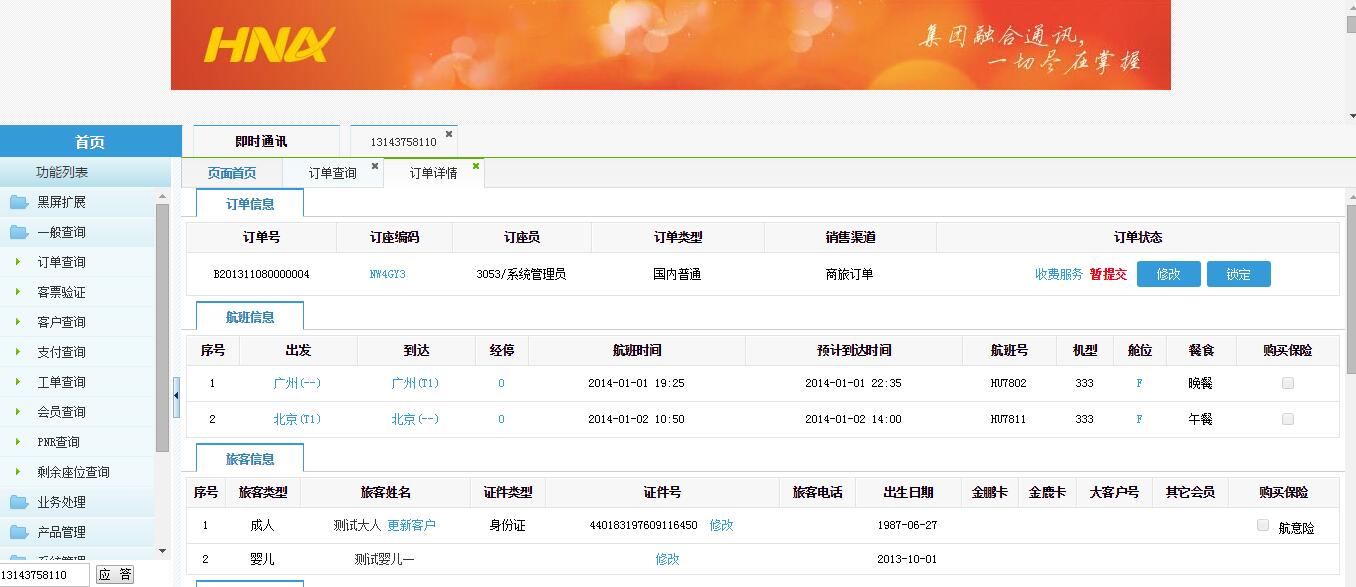 HNA
集团融合通讯,
一切尽在掌握
首页
即时通讯
13143758110
功能列表
页面首页
订单查询
订单详情
黑屏扩展
一般查询
订单查询
客票验证
客户查询
支付查询
工单查询
会员查询
PNR查询
剩余座位查询
业务处理
产品管理
系统管理
13143758110
应 答
订单信息
订单号 订座编码 订座员 订单类型 销售渠道 订单状态
B201311080000004 NW4GY3 3053/系统管理员 国内普通 商旅订单 收费服务 暂提交 修改 锁定
航班信息
序号 出发 到达 经停 航班时间 预计到达时间 航班号 机型 舱位 餐食 购买保险
1 广州(--) 广州(T1) 0 2014-01-01 19:25 2014-01-01 22:35 HU7802 333 F 晚餐
2 北京(T1) 北京(--) 0 2014-01-02 10:50 2014-01-02 14:00 HU7811 333 F 午餐
旅客信息
序号 旅客类型 旅客姓名 证件类型 证件号 旅客电话 出生日期 金鹏卡 金鹿卡 大客户号 其它会员 购买保险
1 成人 测试大人 更新客户 身份证 440183197609116450 修改 1987-06-27 航意险
2 婴儿 测试婴儿一 修改 2013-10-01